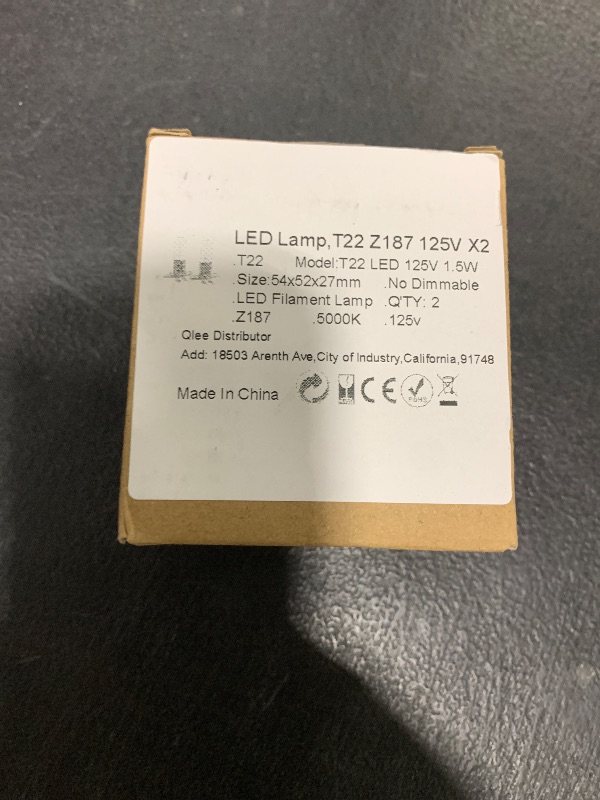 LED Lamp,T22 Z187 125V X2
.T22 Model:T22 LED 125V 1.5W
.Size:54x52x27mm .No Dimmable
.LED Filament Lamp .Q'TY: 2
.Z187 .5000K .125v
Qlee Distributor
Add: 18503 Arenth Ave,City of Industry,California,91748
Made In China CE RoHS